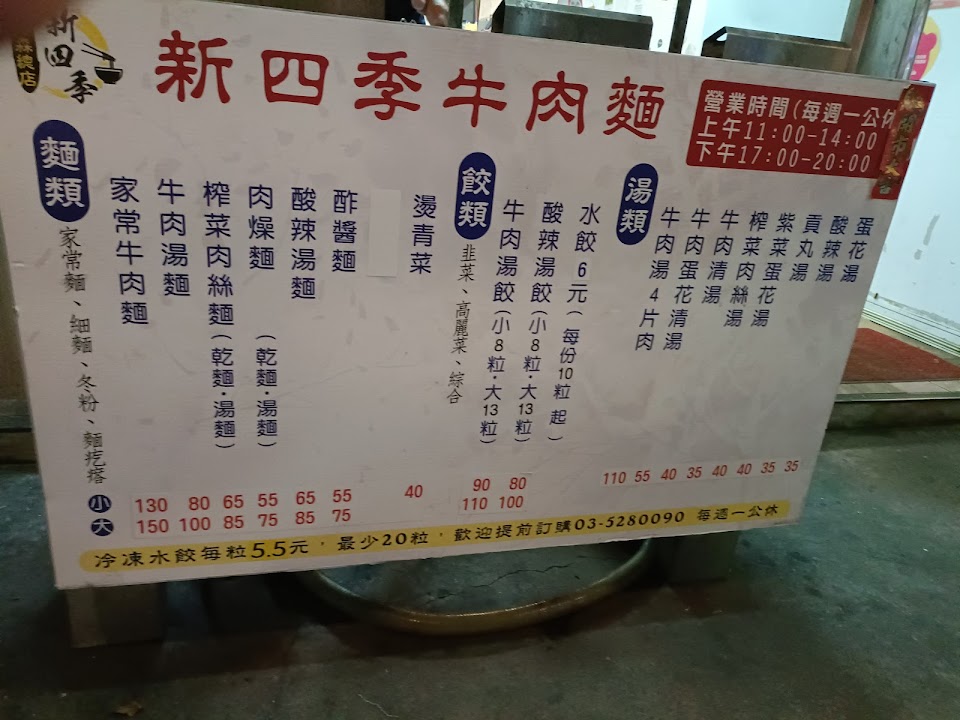 新四季
總店
新四季牛肉麵
營業時間(每週一公休
上午11:00-14:00
下午17:00-20:00
麵類
家常麵、細麵、冬粉、麵疙瘩
家常牛肉麵
牛肉湯麵
榨菜肉絲麵(乾麵·湯麵)
肉燥麵(乾麵·湯麵)
酸辣湯麵
酢醬麵
燙青菜
餃類
韭菜、高麗菜、綜合
牛肉湯餃(小8粒·大13粒)
酸辣湯餃(小8粒·大13粒)
水餃6元(每份10粒起)
湯類
牛肉湯4片肉
牛肉蛋花清湯
牛肉清湯
榨菜肉絲湯
紫菜蛋花湯
貢丸湯
酸辣湯
蛋花湯
小 130 80 65 55 65 55 40 90 80 110 55 40 35 40 40 35 35
大 150 100 85 75 85 75 110 100
冷凍水餃每粒5.5元,最少20粒,歡迎提前訂購03-5280090 每週一公休